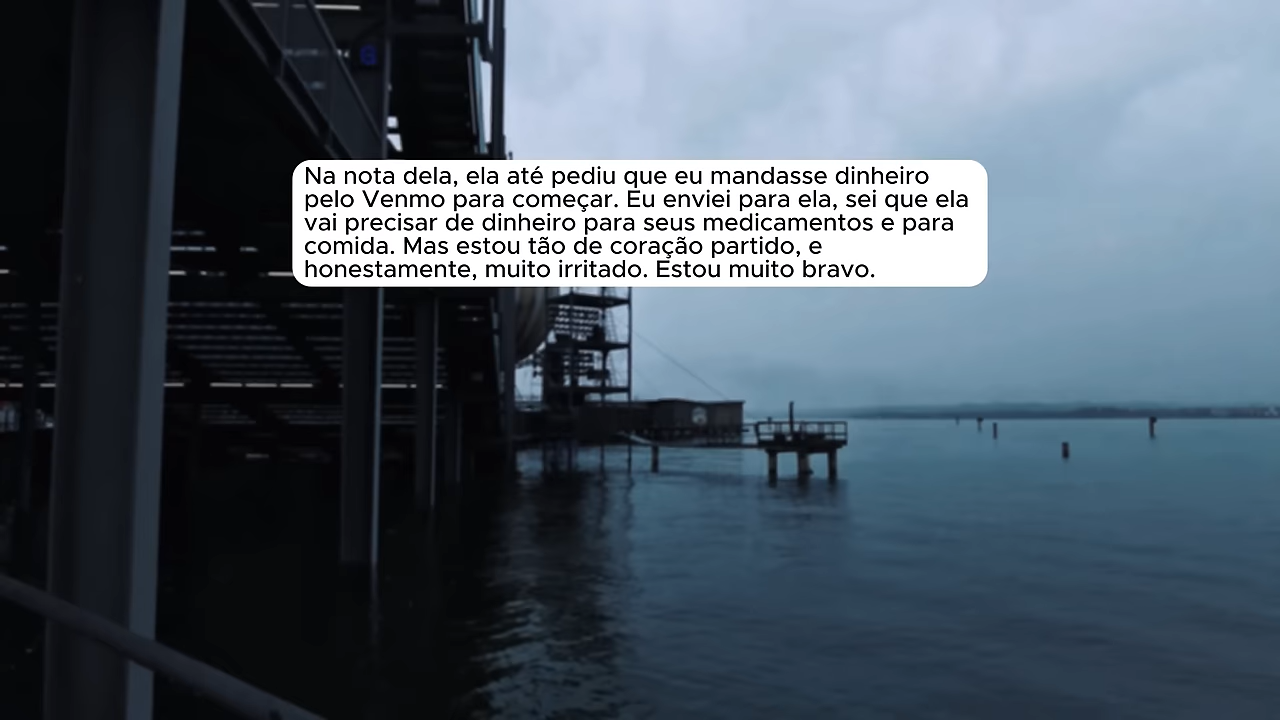 Na nota dela, ela até pediu que eu mandasse dinheiro
pelo Venmo para começar. Eu enviei para ela, sei que ela
vai precisar de dinheiro para seus medicamentos e para
comida. Mas estou tão de coração partido, e
honestamente, muito irritado. Estou muito bravo.